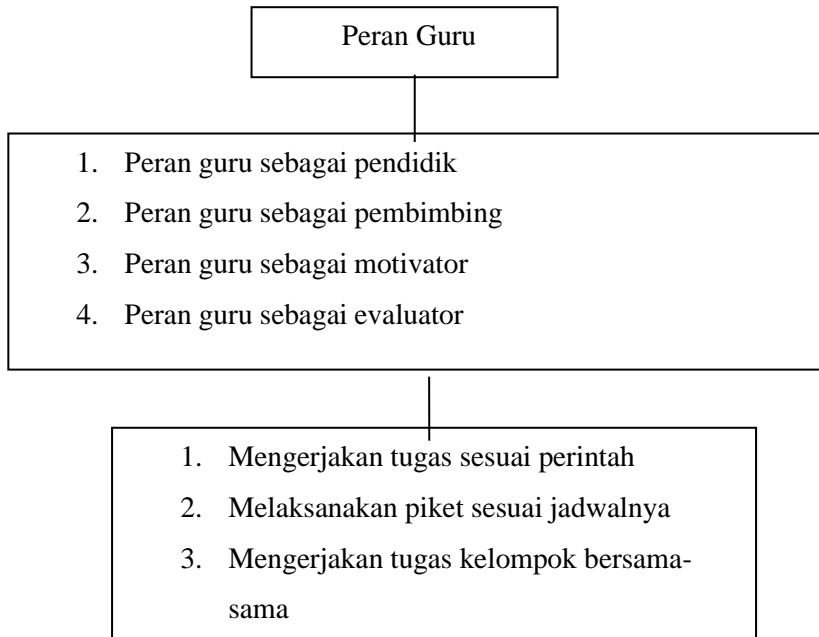 Peran Guru
1. Peran guru sebagai pendidik
2. Peran guru sebagai pembimbing
3. Peran guru sebagai motivator
4. Peran guru sebagai evaluator
1. Mengerjakan tugas sesuai perintah
2. Melaksanakan piket sesuai jadwalnya
3. Mengerjakan tugas kelompok bersama-
sama